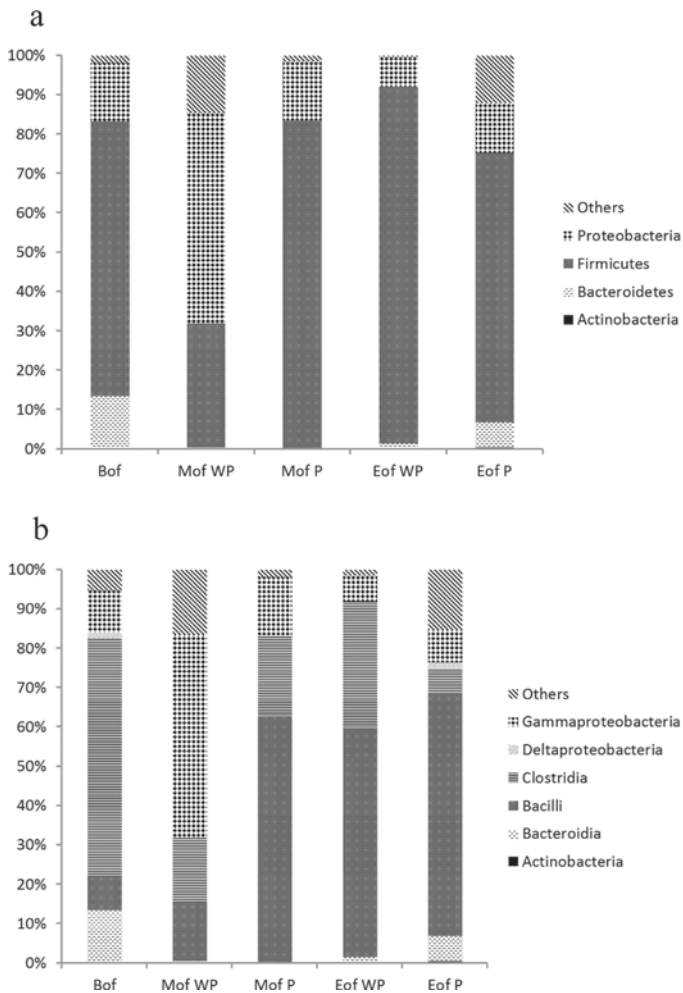 a
100%
90%
80%
70%
60%
50%
40%
30%
20%
10%
0%
Bof Mof WP Mof P Eof WP Eof P
Others
Proteobacteria
Firmicutes
Bacteroidetes
Actinobacteria
b
100%
90%
80%
70%
60%
50%
40%
30%
20%
10%
0%
Bof Mof WP Mof P Eof WP Eof P
Others
Gammaproteobacteria
Deltaproteobacteria
Clostridia
Bacilli
Bacteroidia
Actinobacteria